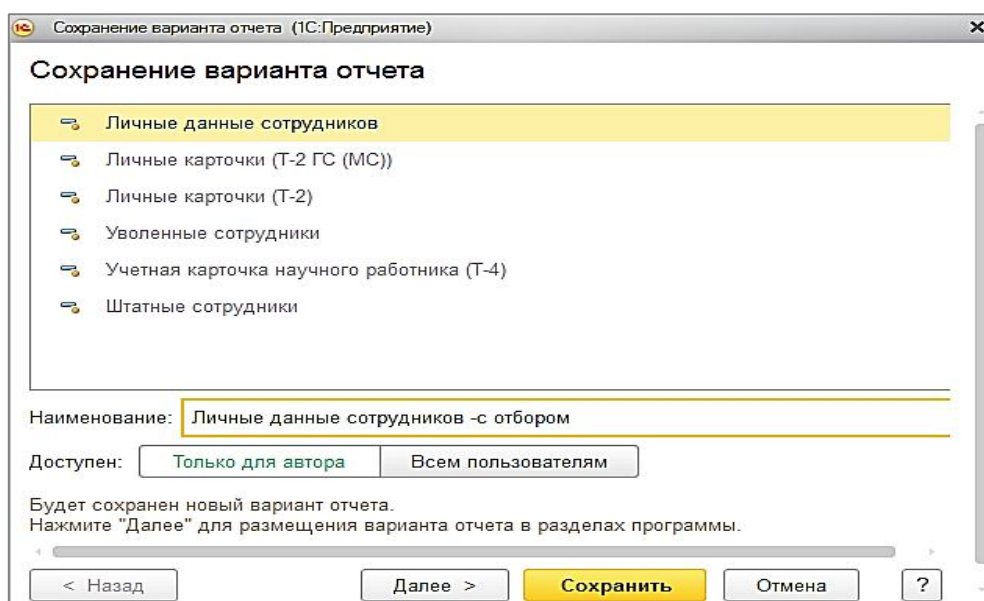 1С Сохранение варианта отчета (1С:Предприятие)
Сохранение варианта отчета
Личные данные сотрудников
Личные карточки (Т-2 ГС (МС))
Личные карточки (Т-2)
Уволенные сотрудники
Учетная карточка научного работника (Т-4)
Штатные сотрудники
Наименование: Личные данные сотрудников -с отбором
Доступен: Только для автора Всем пользователям
Будет сохранен новый вариант отчета.
Нажмите "Далее" для размещения варианта отчета в разделах программы.
< Назад Далее > Сохранить Отмена ?